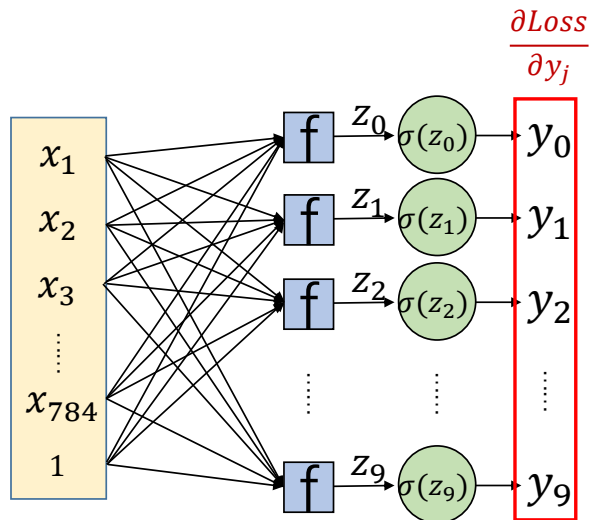 ∂Loss
∂y_j
x_1
x_2
x_3
......
x_784
1
f z_0 σ(z_0) y_0
f z_1 σ(z_1) y_1
f z_2 σ(z_2) y_2
...... ...... ......
f z_9 σ(z_9) y_9